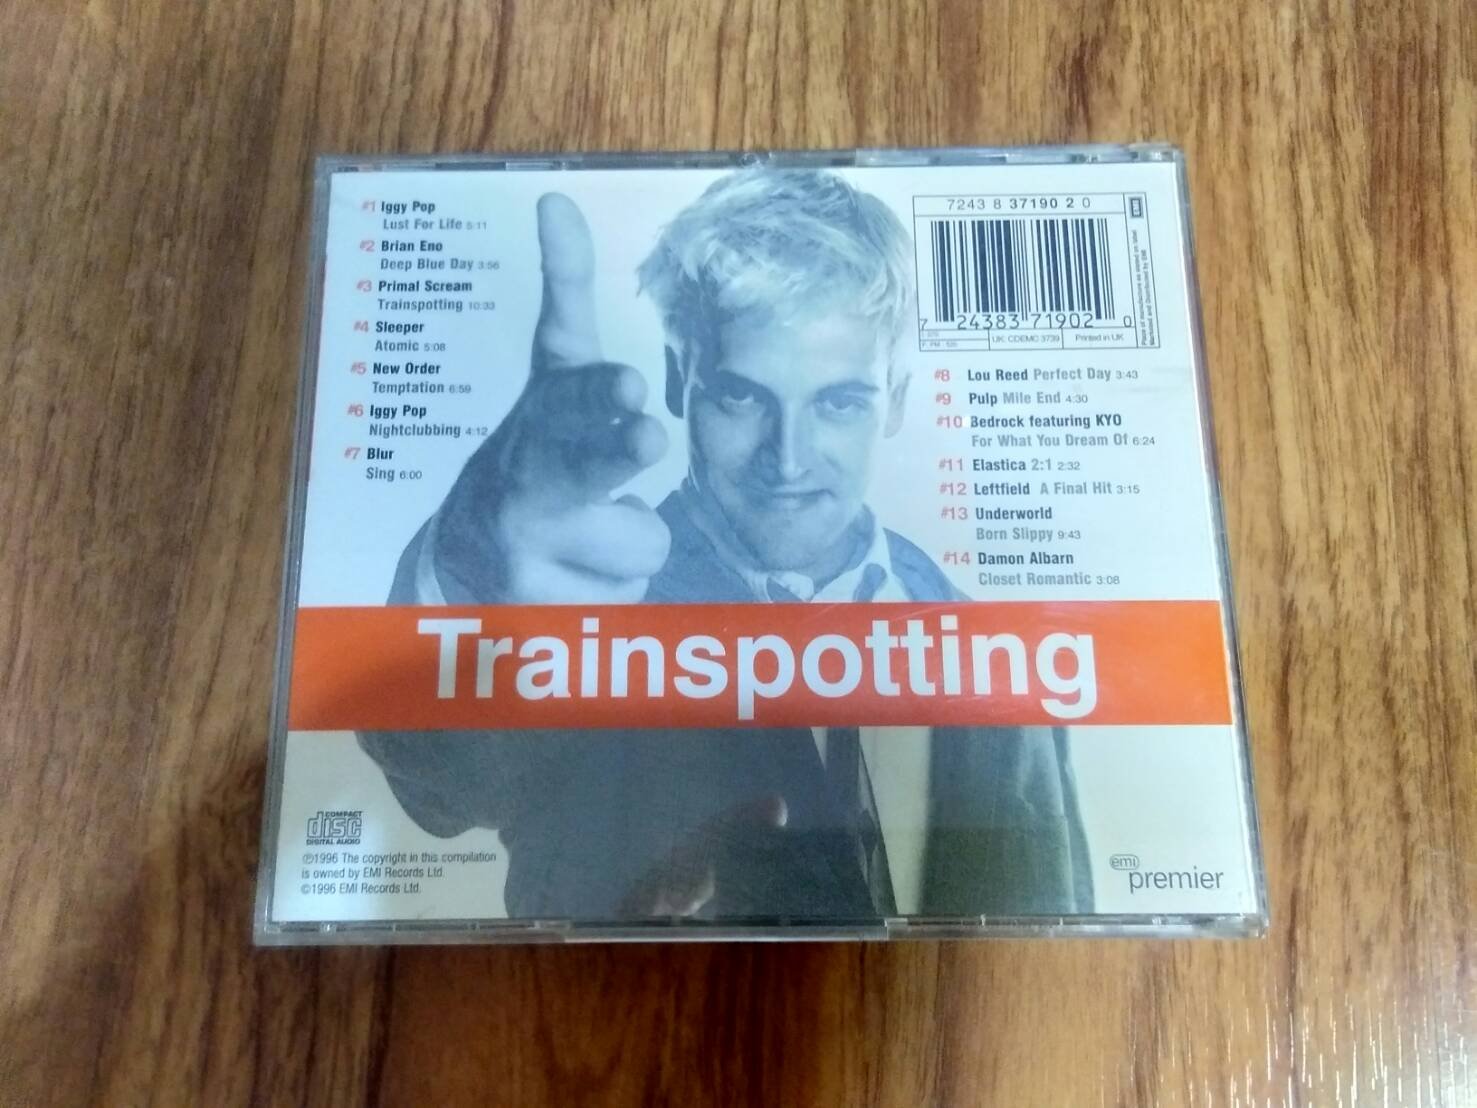 #1 Iggy Pop
Lust For Life 5:11
#2 Brian Eno
Deep Blue Day 3:56
#3 Primal Scream
Trainspotting 10:33
#4 Sleeper
Atomic 5:08
#5 New Order
Temptation 6:59
#6 Iggy Pop
Nightclubbing 4:12
#7 Blur
Sing 6:00
7243 8 37190 2 0
EMI
7 24383 71902 0
UK: CDEMC 3739
Printed in UK
#8 Lou Reed Perfect Day 3:43
#9 Pulp Mile End 4:30
#10 Bedrock featuring KYO
For What You Dream Of 6:24
#11 Elastica 2:1 2:32
#12 Leftfield A Final Hit 3:15
#13 Underworld
Born Slippy 9:43
#14 Damon Albarn
Closet Romantic 3:08
Trainspotting
COMPACT
disc
DIGITAL AUDIO
℗1996 The copyright in this compilation
is owned by EMI Records Ltd.
©1996 EMI Records Ltd.
emi
premier